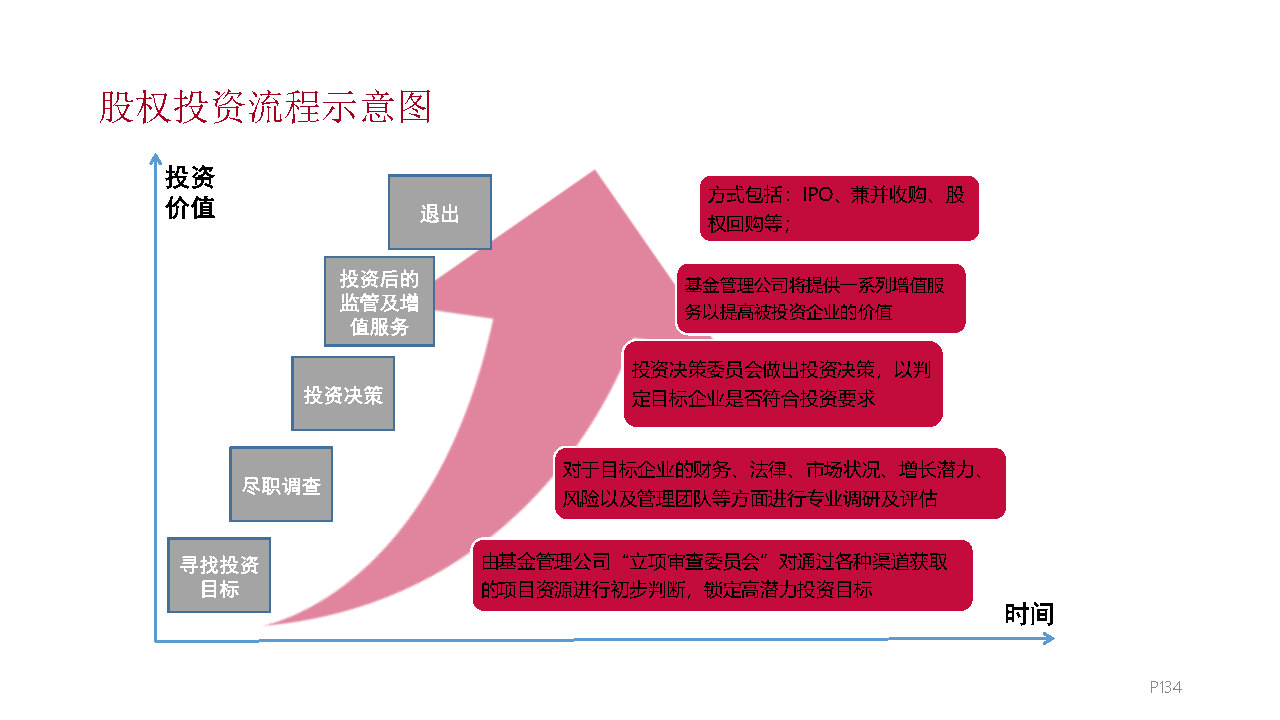 股权投资流程示意图
投资
价值
退出
方式包括：IPO、兼并收购、股
权回购等；
投资后的
监管及增
值服务
基金管理公司将提供一系列增值服
务以提高被投资企业的价值
投资决策
投资决策委员会做出投资决策，以判
定目标企业是否符合投资要求
尽职调查
对于目标企业的财务、法律、市场状况、增长潜力、
风险以及管理团队等方面进行专业调研及评估
寻找投资
目标
由基金管理公司“立项审查委员会”对通过各种渠道获取
的项目资源进行初步判断，锁定高潜力投资目标
时间
P134